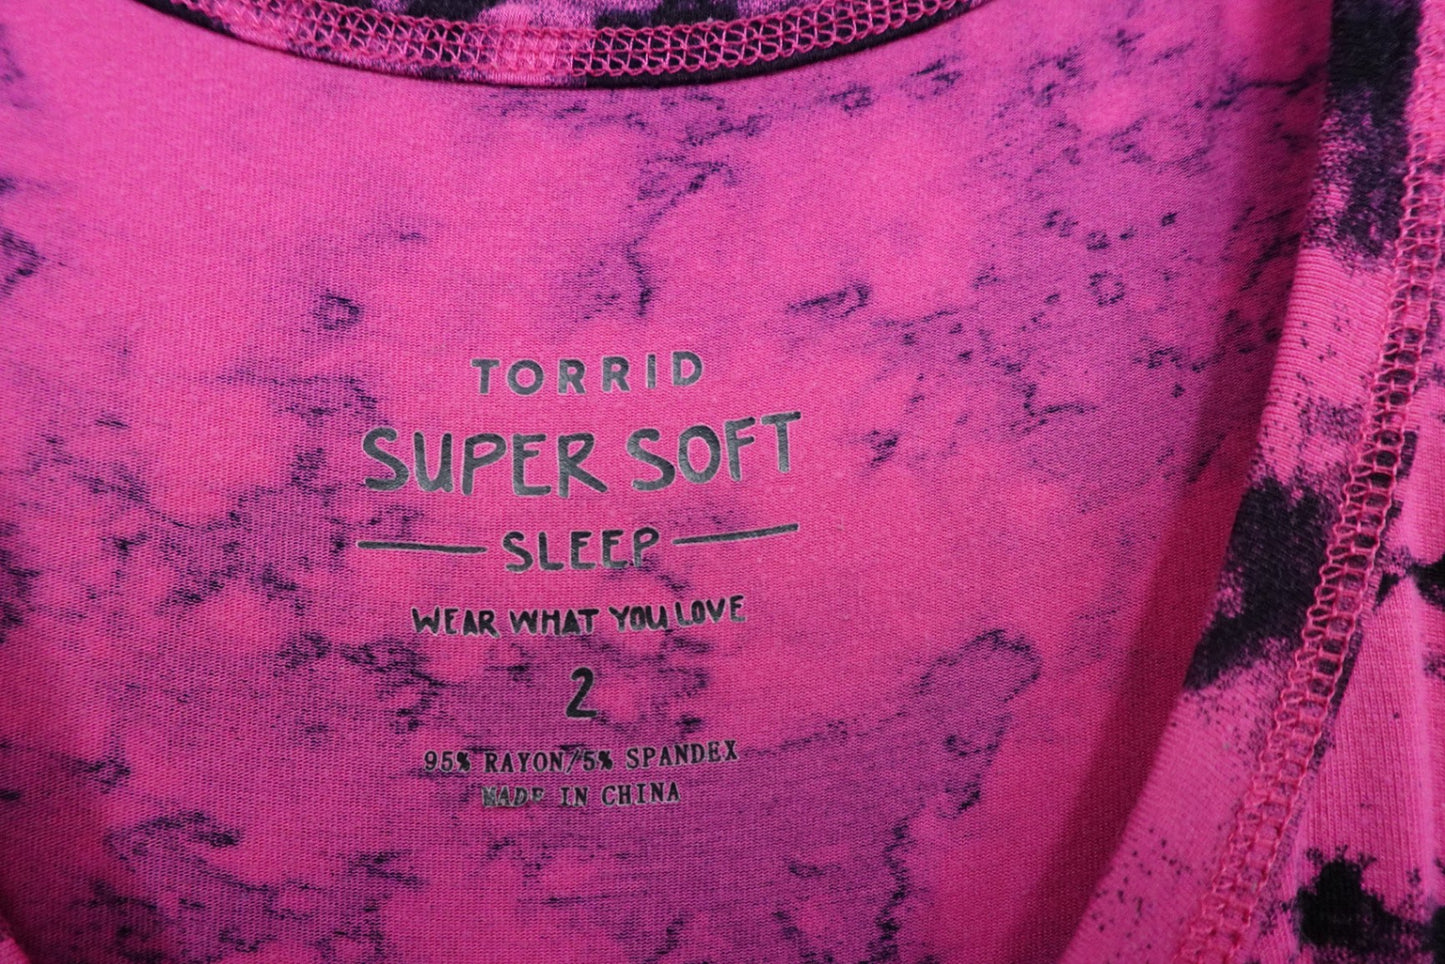 TORRID
SUPER SOFT
SLEEP
WEAR WHAT YOU LOVE
2
95% RAYON/5% SPANDEX
MADE IN CHINA